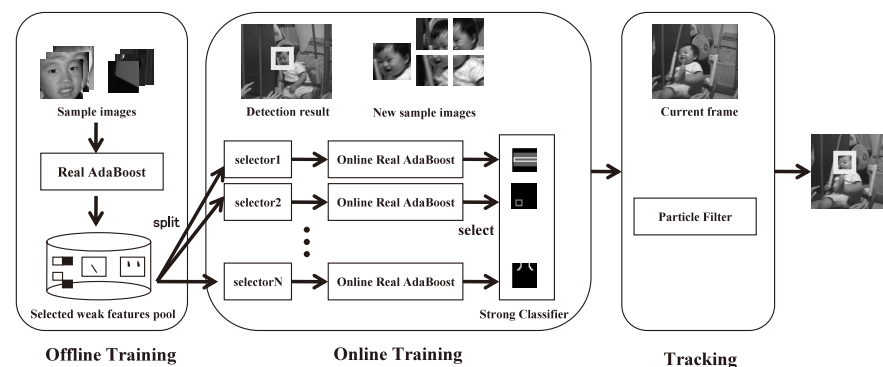 Sample images
Real AdaBoost
Selected weak features pool
Offline Training
split
Detection result
New sample images
selector1
Online Real AdaBoost
selector2
Online Real AdaBoost
select
selectorN
Online Real AdaBoost
Strong Classifier
Online Training
Current frame
Particle Filter
Tracking